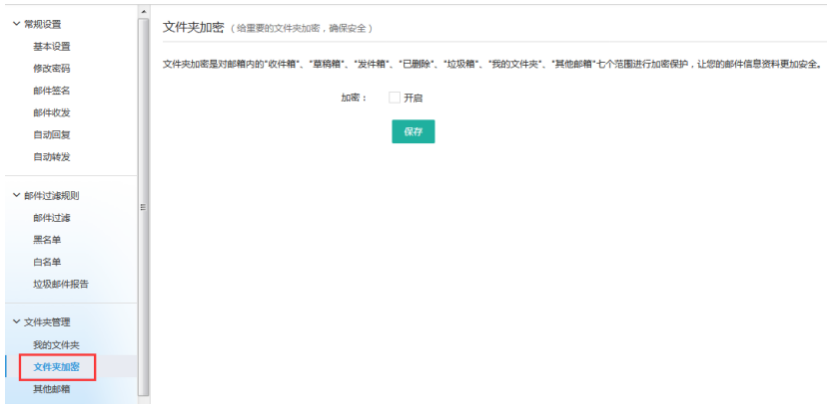 常规设置
基本设置
修改密码
邮件签名
邮件收发
自动回复
自动转发
邮件过滤规则
邮件过滤
黑名单
白名单
垃圾邮件报告
文件夹管理
我的文件夹
文件夹加密
其他邮箱
文件夹加密（给重要的文件夹加密，确保安全）
文件夹加密是对邮箱内的"收件箱"、"草稿箱"、"发件箱"、"已删除"、"垃圾箱"、"我的文件夹"、"其他邮箱"七个范围进行加密保护，让您的邮件信息资料更加安全。
加密： 开启
保存